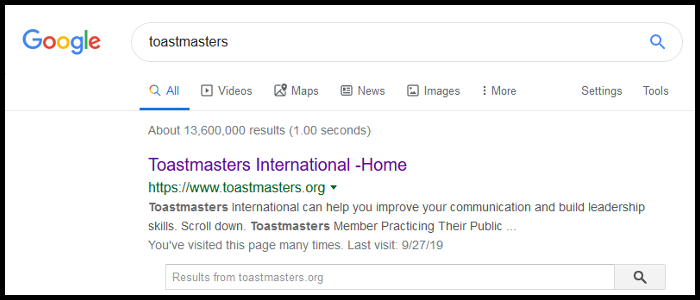 Google
toastmasters
All Videos Maps News Images More Settings Tools
About 13,600,000 results (1.00 seconds)
Toastmasters International -Home
https://www.toastmasters.org
Toastmasters International can help you improve your communication and build leadership
skills. Scroll down. Toastmasters Member Practicing Their Public ...
You've visited this page many times. Last visit: 9/27/19
Results from toastmasters.org